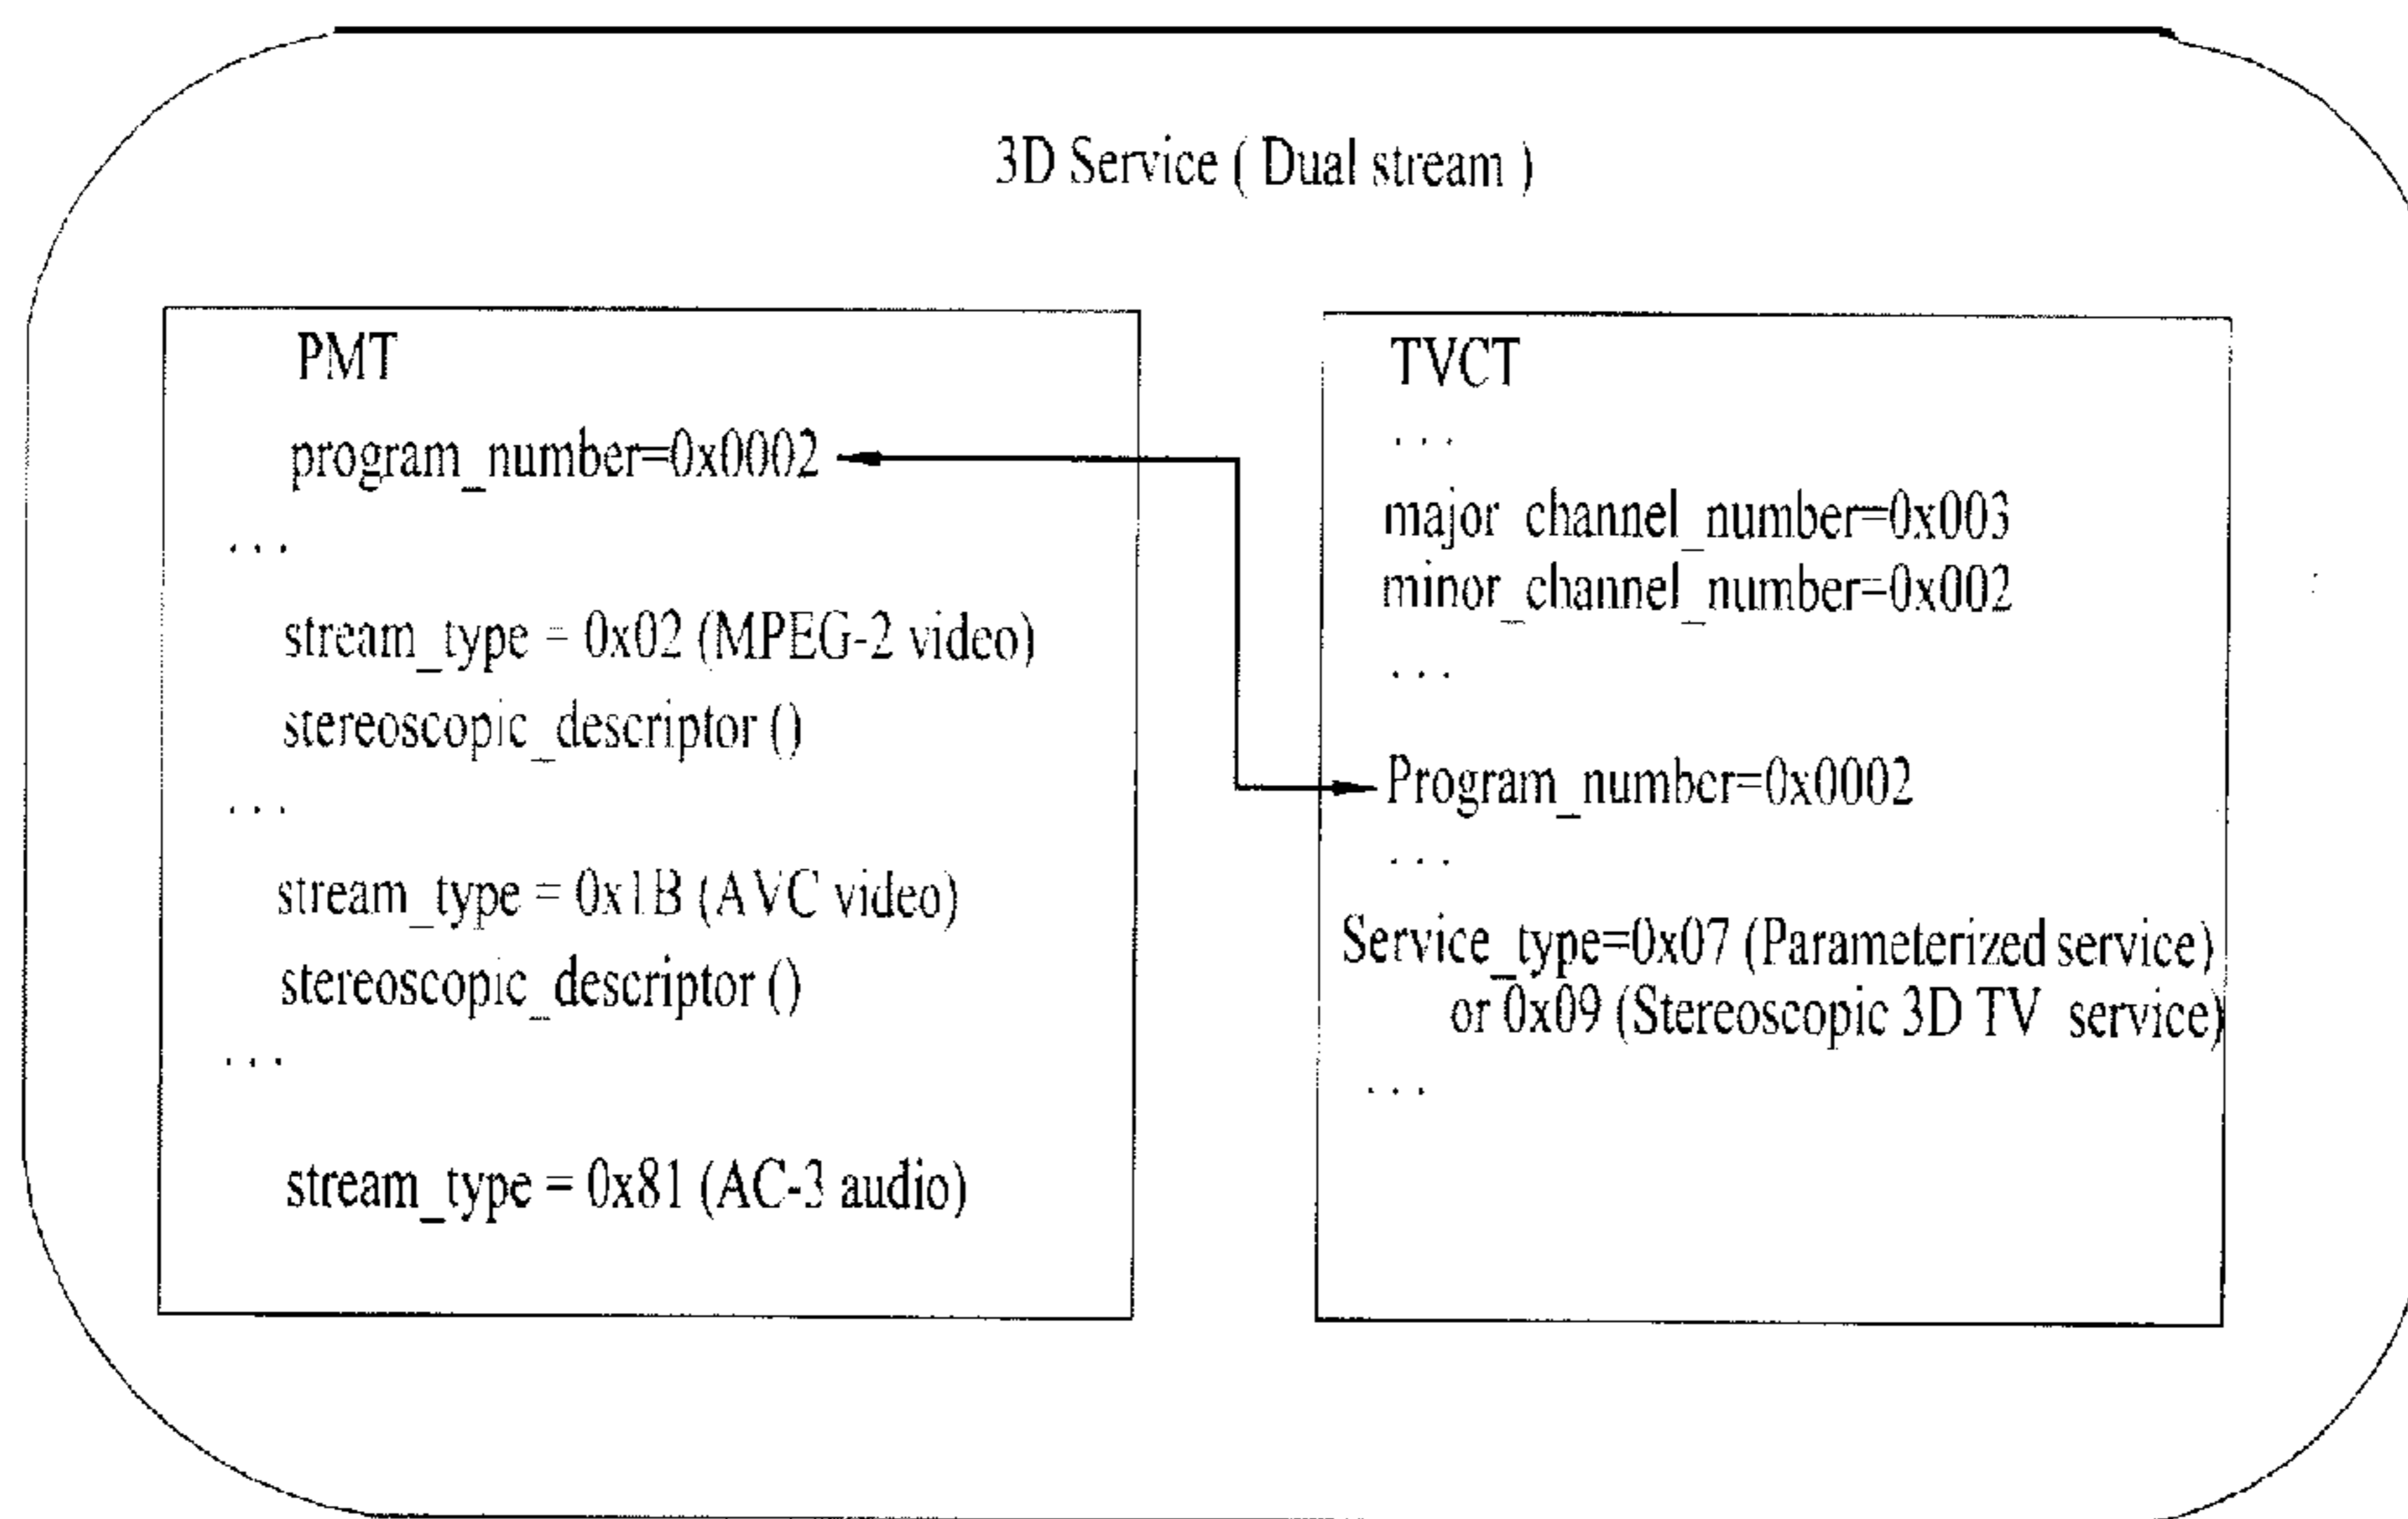 3D Service ( Dual stream )
PMT
program_number=0x0002
...
stream_type = 0x02 (MPEG-2 video)
stereoscopic_descriptor ()
...
stream_type = 0x1B (AVC video)
stereoscopic_descriptor ()
...
stream_type = 0x81 (AC-3 audio)
TVCT
...
major_channel_number=0x003
minor_channel_number=0x002
...
Program_number=0x0002
...
Service_type=0x07 (Parameterized service)
or 0x09 (Stereoscopic 3D TV service)
...